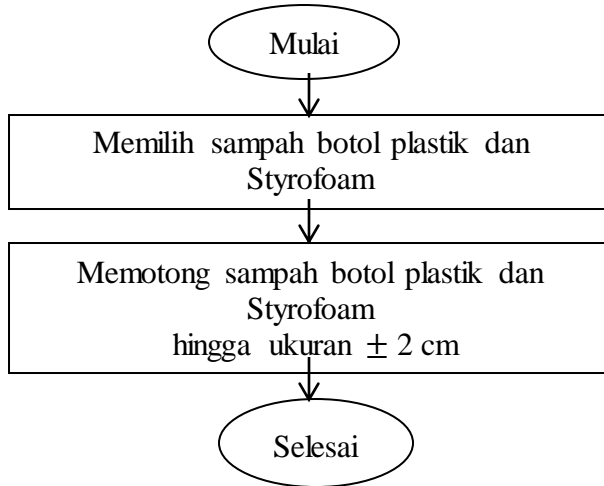 Mulai
Memilih sampah botol plastik dan
Styrofoam
Memotong sampah botol plastik dan
Styrofoam
hingga ukuran ± 2 cm
Selesai